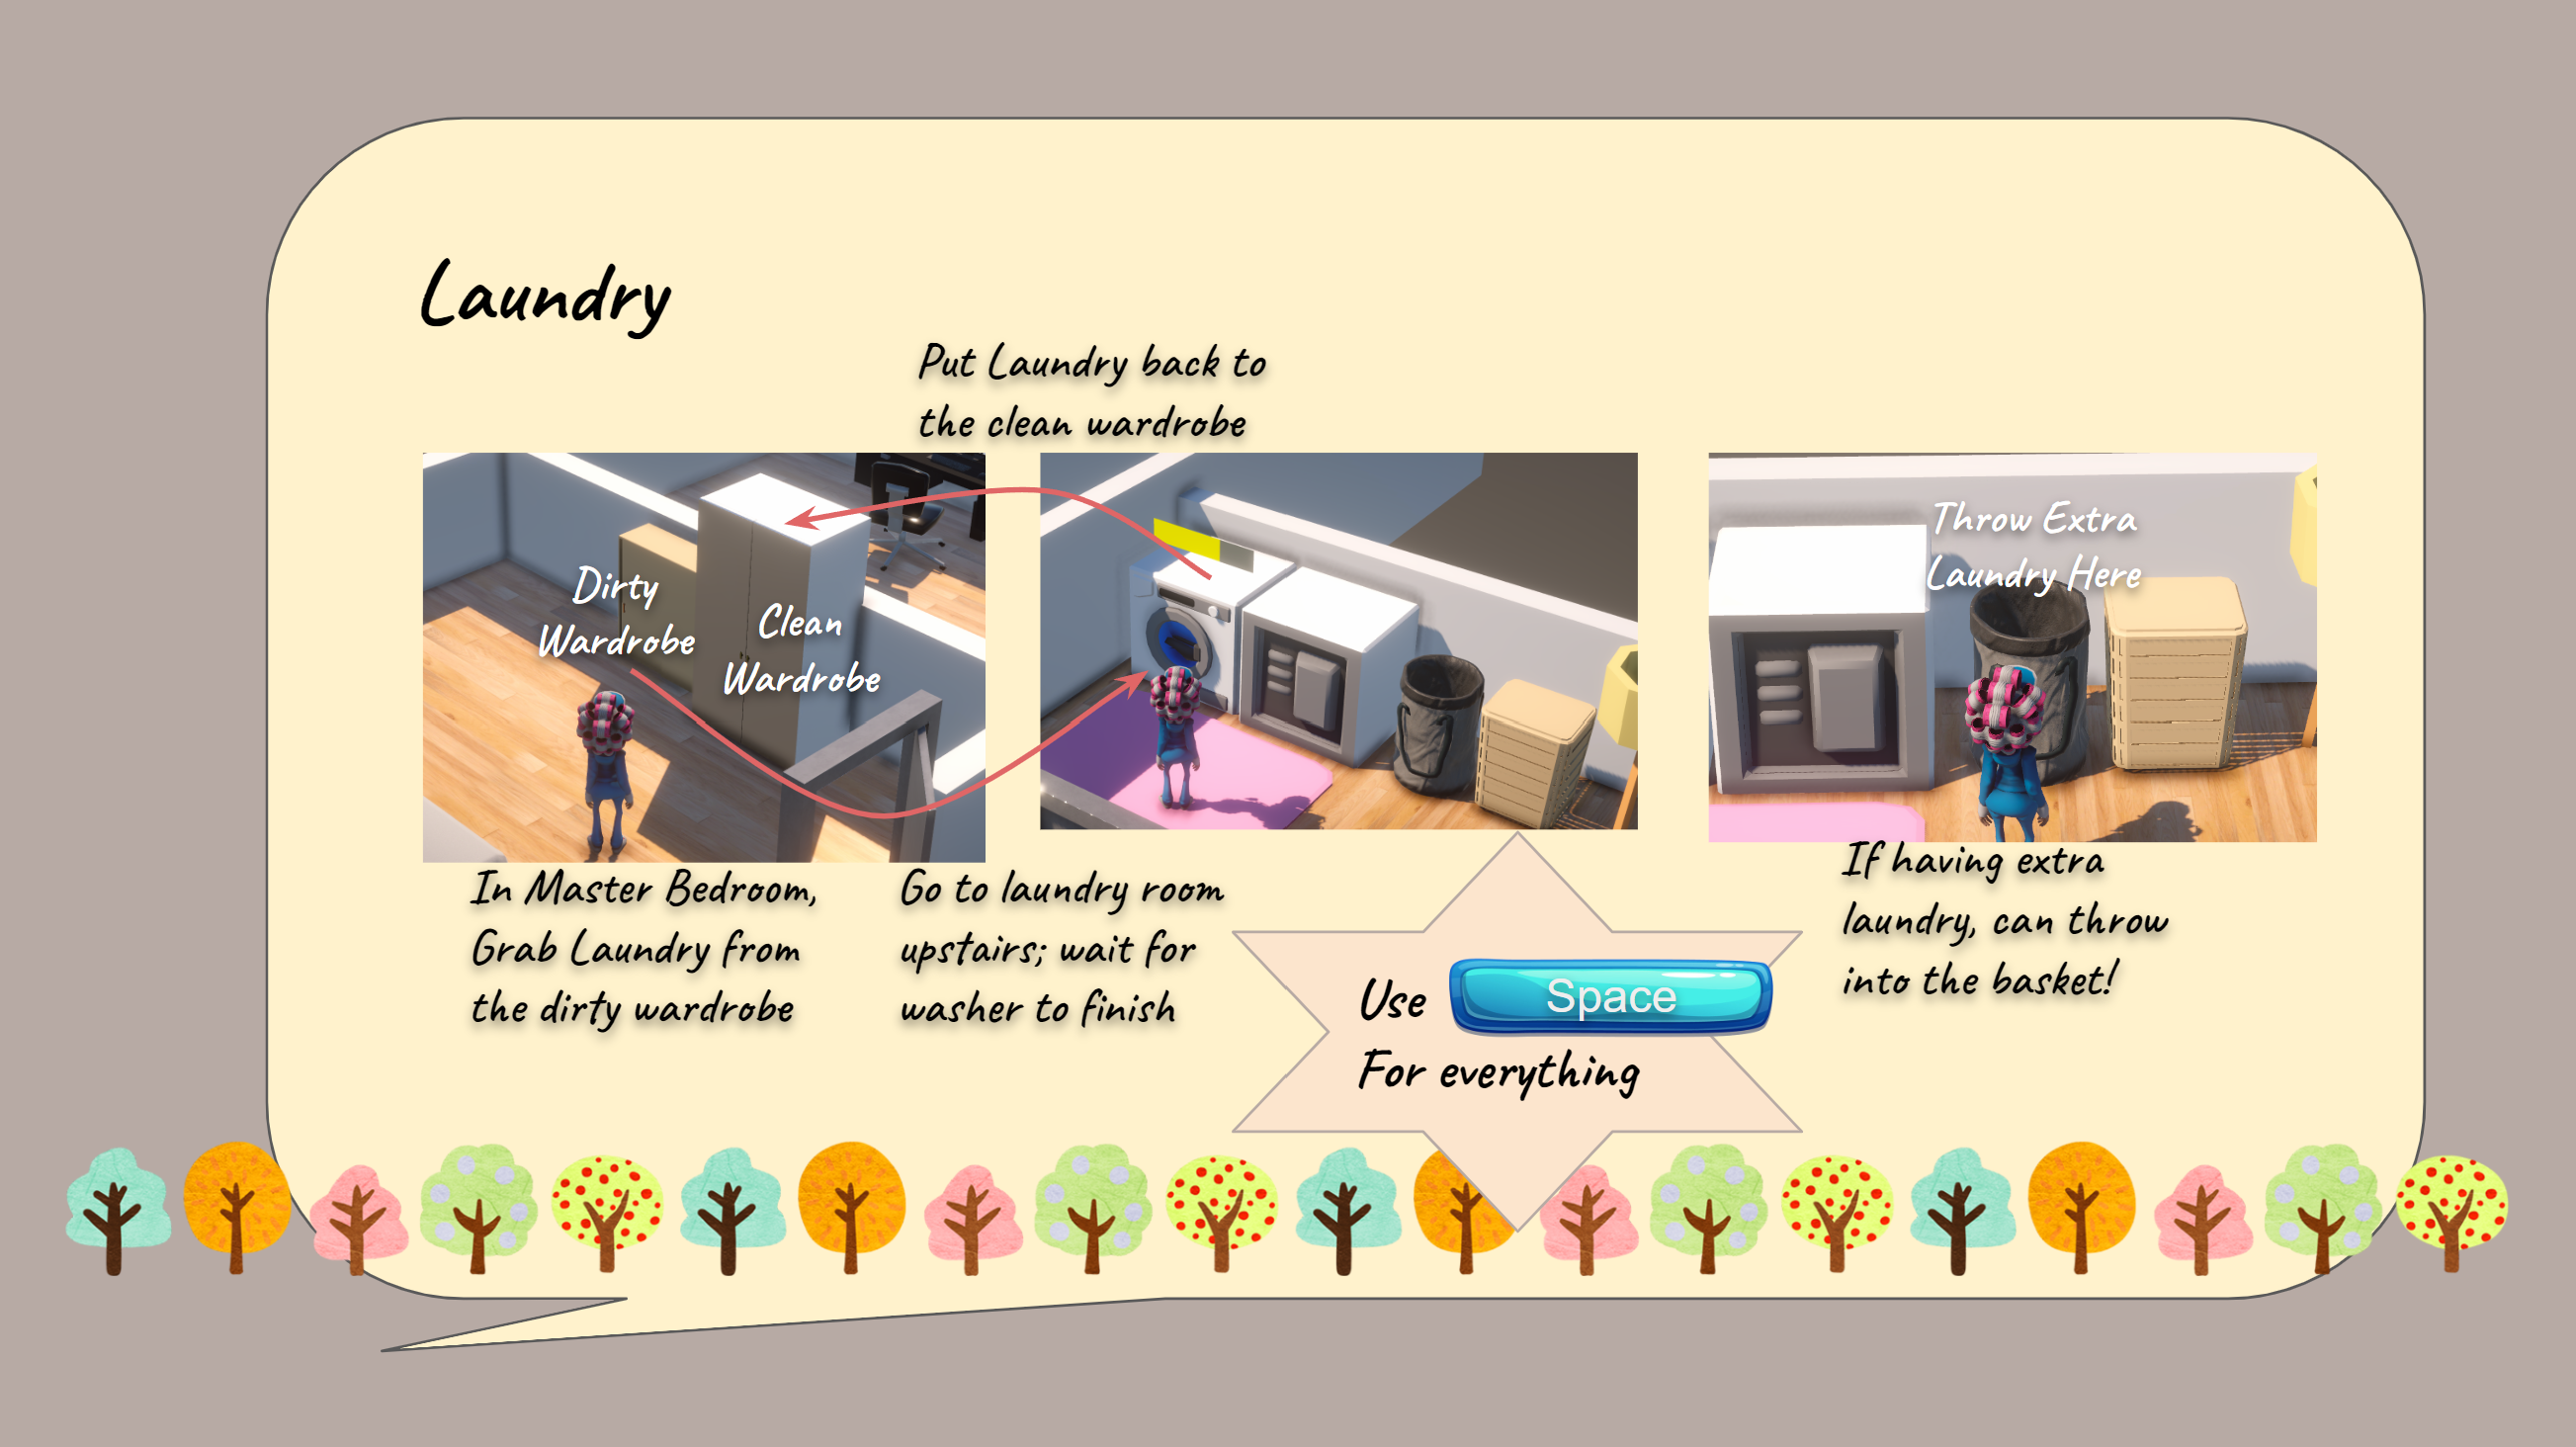 Laundry
Put Laundry back to
the clean wardrobe
Dirty
Wardrobe
Clean
Wardrobe
Throw Extra
Laundry Here
In Master Bedroom,
Grab Laundry from
the dirty wardrobe
Go to laundry room
upstairs; wait for
washer to finish
If having extra
laundry, can throw
into the basket!
Use Space
For everything